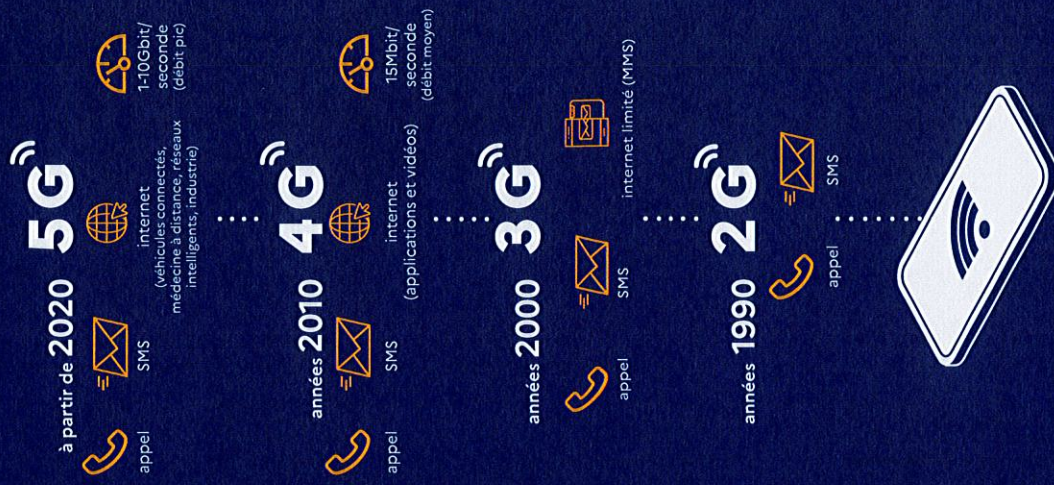 à partir de 2020 5G
appel
SMS
internet
(véhicules connectés,
médecine à distance, réseaux
intelligents, industrie)
1-10Gbit/
seconde
(débit pic)
années 2010 4G
appel
SMS
internet
(applications et vidéos)
15Mbit/
seconde
(débit moyen)
années 2000 3G
appel
SMS
internet limité (MMS)
années 1990 2G
appel
SMS